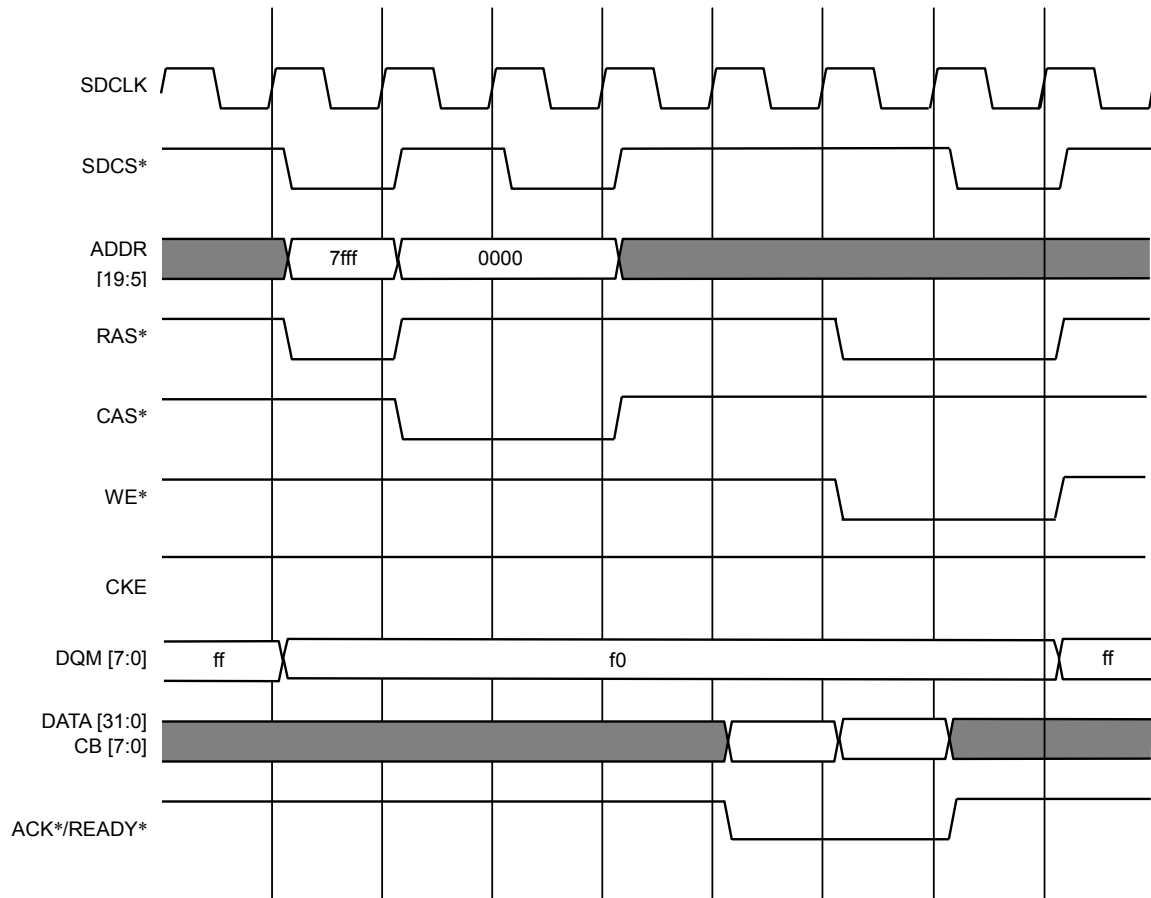 SDCLK
SDCS*
ADDR
[19:5]
7fff
0000
RAS*
CAS*
WE*
CKE
DQM [7:0]
ff
f0
ff
DATA [31:0]
CB [7:0]
ACK*/READY*